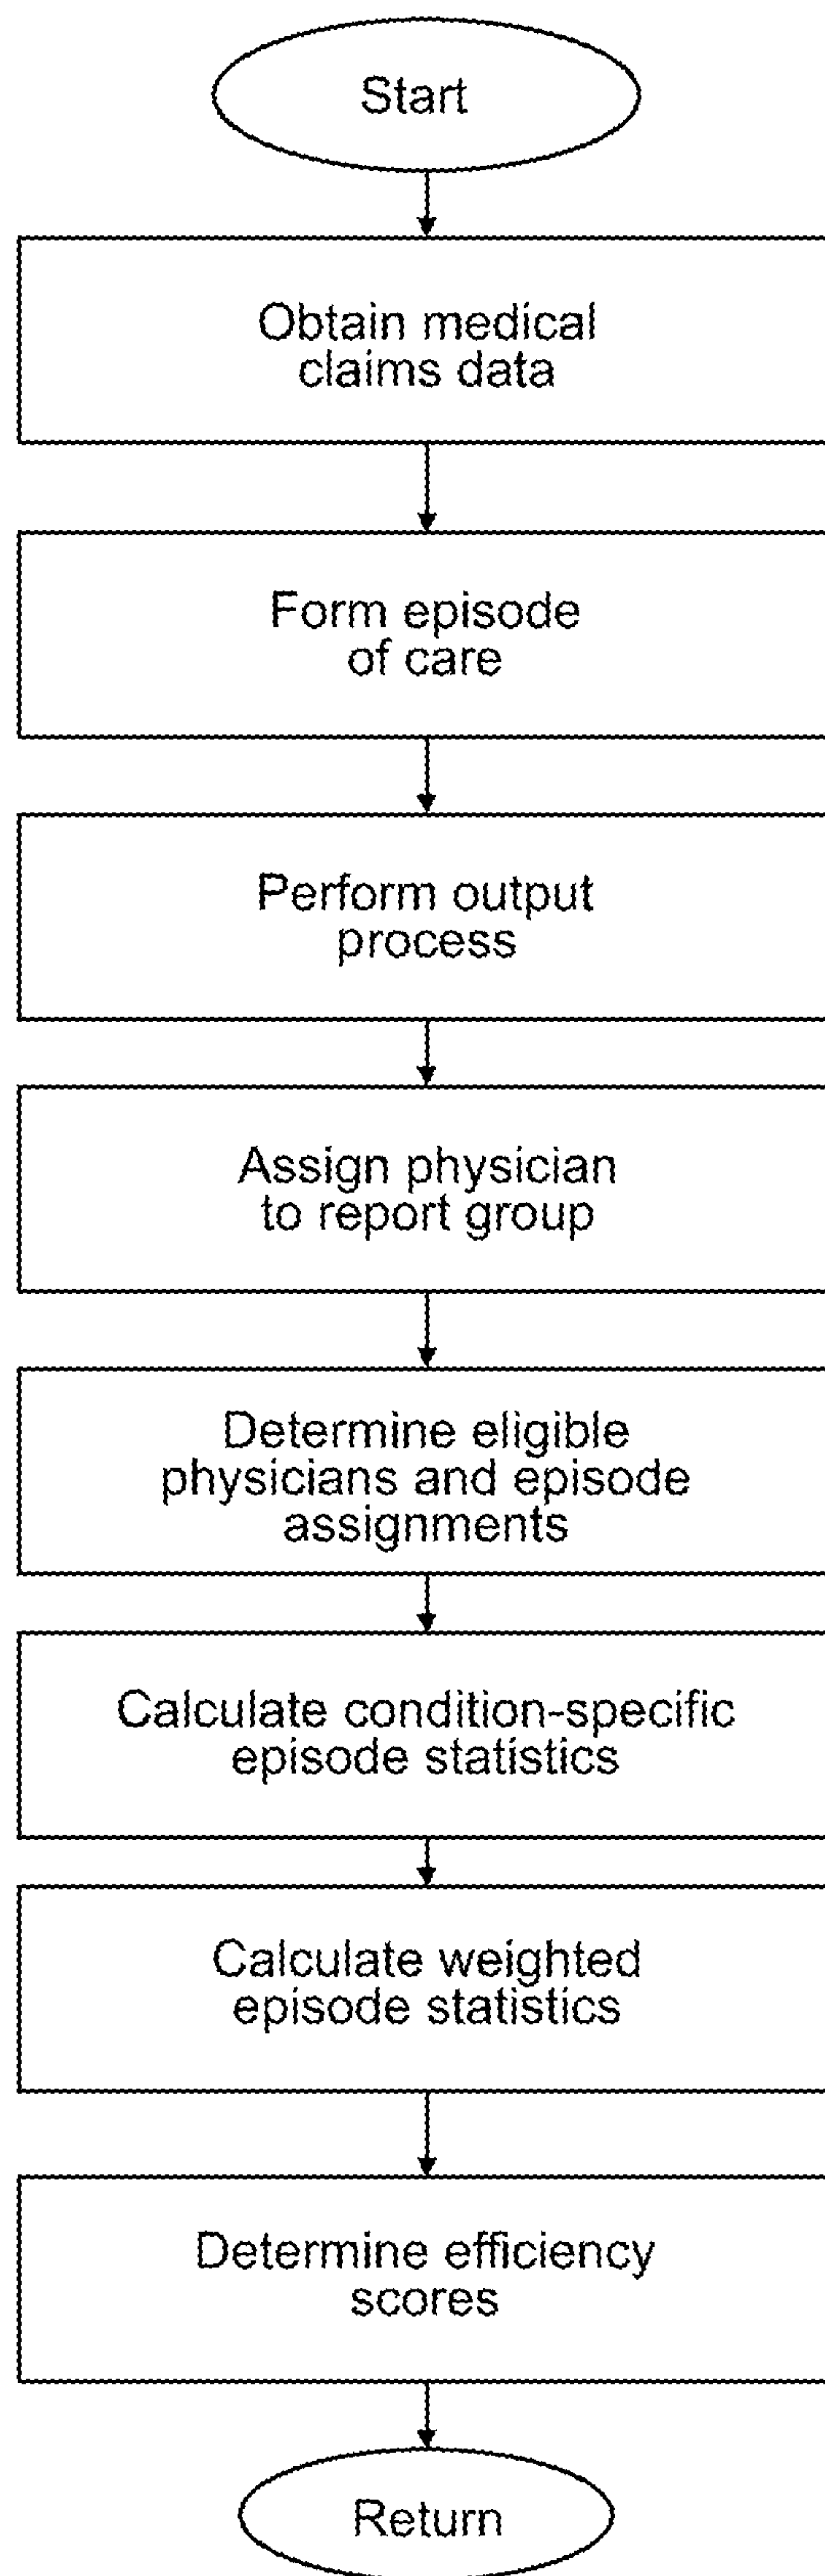 Start
Obtain medical
claims data
Form episode
of care
Perform output
process
Assign physician
to report group
Determine eligible
physicians and episode
assignments
Calculate condition-specific
episode statistics
Calculate weighted
episode statistics
Determine efficiency
scores
Return